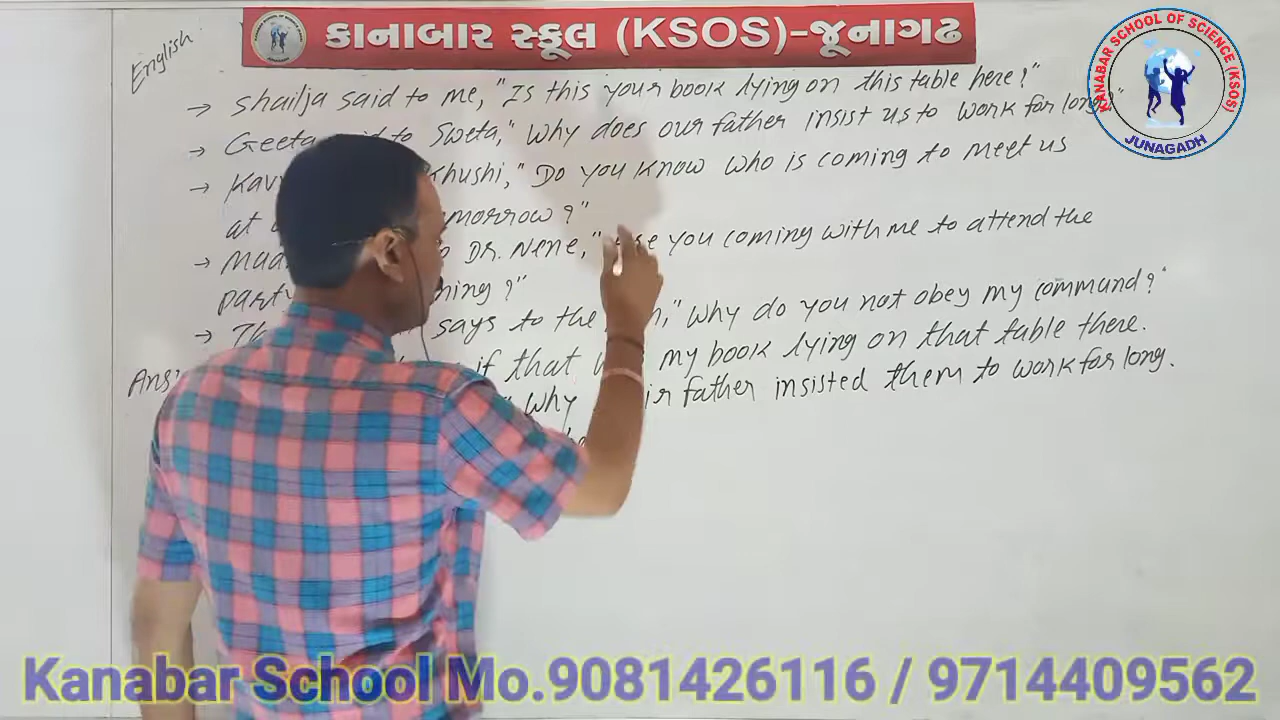 કાનાબાર સ્કૂલ (KSOS)-જૂનાગઢ
KANABAR SCHOOL OF SCIENCE (KSOS)
JUNAGADH
English
→ Shailja said to me, "Is this your book lying on this table here?"
→ Geeta to Sweta," Why does our father insist us to work for long?"
→ Khushi," Do you know who is coming to meet us
at tomorrow?"
→ Dr. Nene," you coming with me to attend the
party ?"
→ says to the ," Why do you not obey my command?"
Ans: if that my book lying on that table there.
why father insisted them to work for long.
Kanabar School Mo.9081426116 / 9714409562